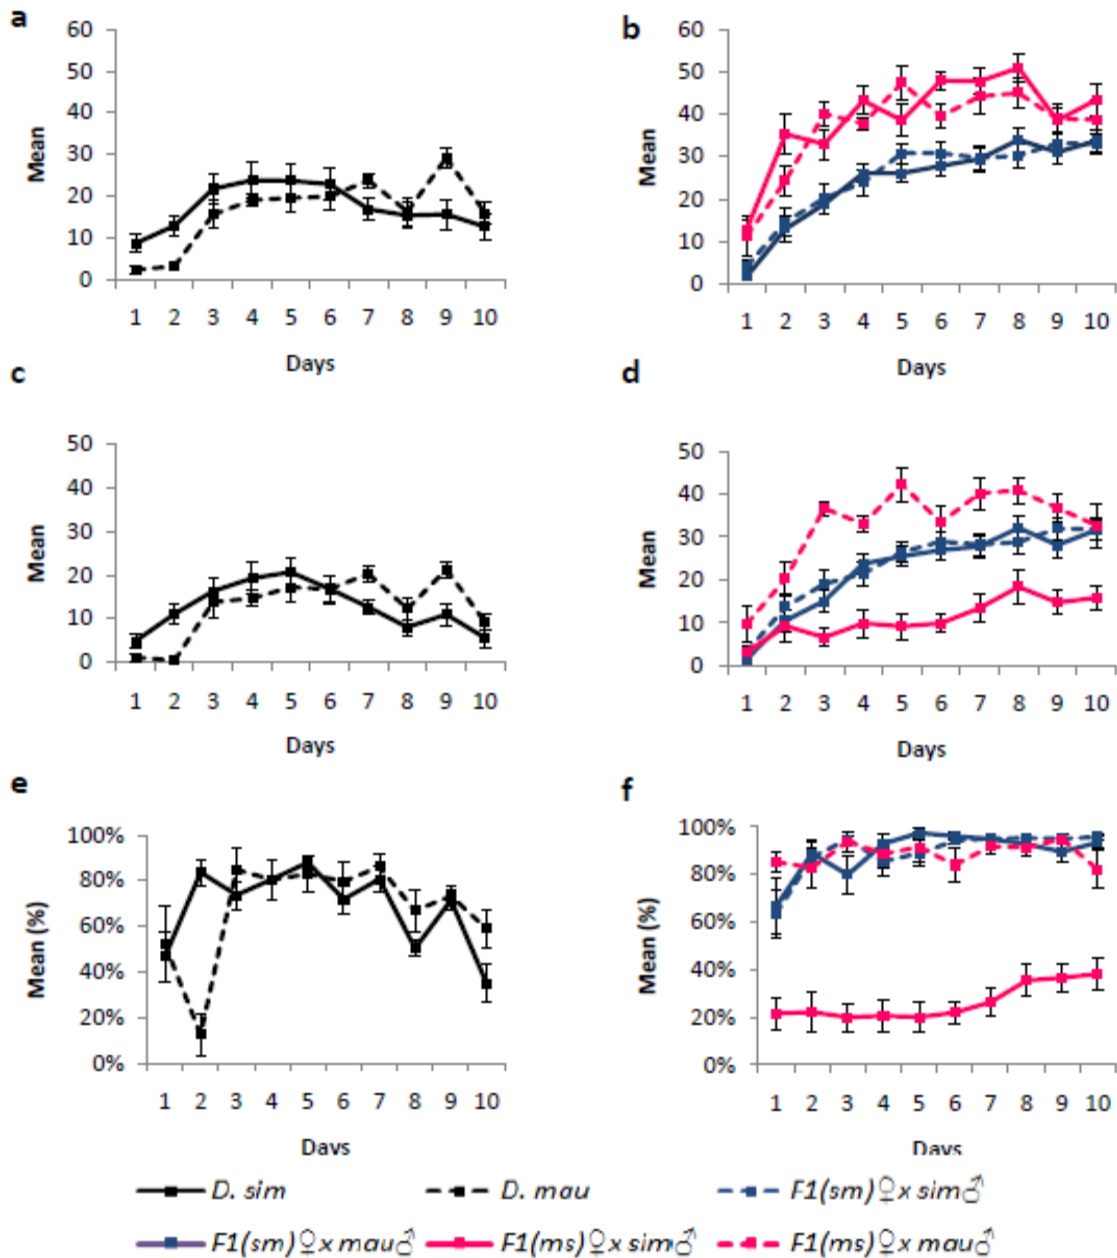 a
60
50
40
30
20
10
0
Mean
1 2 3 4 5 6 7 8 9 10
Days
b
60
50
40
30
20
10
0
Mean
1 2 3 4 5 6 7 8 9 10
Days
c
50
40
30
20
10
0
Mean
1 2 3 4 5 6 7 8 9 10
Days
d
50
40
30
20
10
0
Mean
1 2 3 4 5 6 7 8 9 10
Days
e
100%
80%
60%
40%
20%
0%
Mean (%)
1 2 3 4 5 6 7 8 9 10
Days
f
100%
80%
60%
40%
20%
0%
Mean (%)
1 2 3 4 5 6 7 8 9 10
Days
D. sim D. mau F1(sm)♀x sim♂
F1(sm)♀x mau♂ F1(ms)♀x sim♂ F1(ms)♀x mau♂